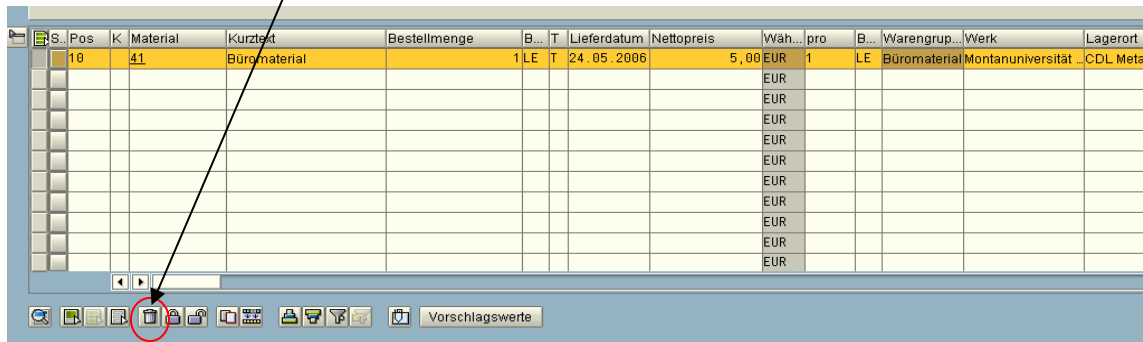 S.. Pos K Material Kurztext Bestellmenge B... T Lieferdatum Nettopreis Wäh... pro B... Warengrup... Werk Lagerort
10 41 Büromaterial 1 LE T 24.05.2006 5,00 EUR 1 LE Büromaterial Montanuniversität ... CDL Meta
EUR
EUR
EUR
EUR
EUR
EUR
EUR
EUR
EUR
EUR
Vorschlagswerte